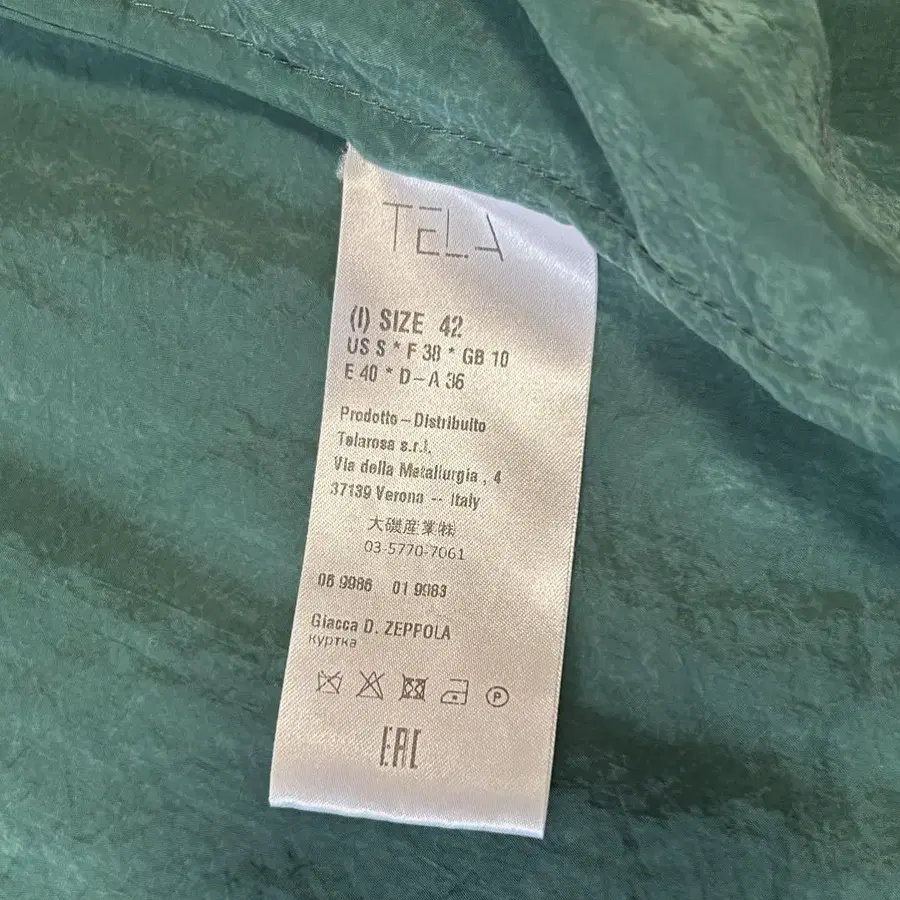 TELA
(I) SIZE 42
US S * F 38 * GB 10
E 40 * D-A 36
Prodotto - Distribuito
Telarosa s.r.l.
Via della Metallurgia , 4
37139 Verona -- Italy
大磯産業㈱
03-5770-7061
06 9986 01 9983
Giacca D. ZEPPOLA
куртка
P
EAC